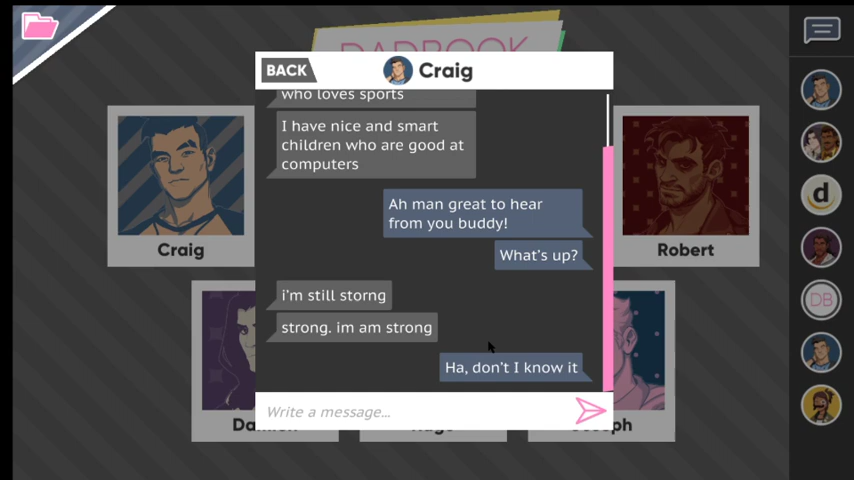 DADBOOK
BACK
Craig
who loves sports
I have nice and smart
children who are good at
computers
Ah man great to hear
from you buddy!
What's up?
i'm still storng
strong. im am strong
Ha, don't I know it
Write a message...
Craig
Robert
d
DB